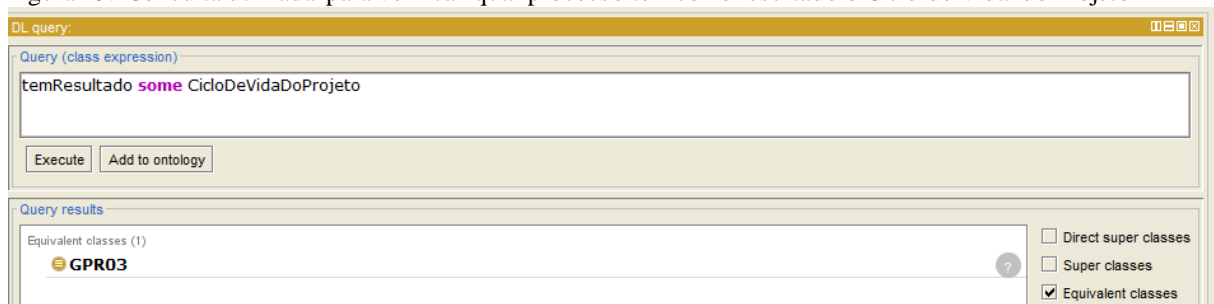 DL query:
Query (class expression)
temResultado some CicloDeVidaDoProjeto
Execute
Add to ontology
Query results
Equivalent classes (1)
GPR03
?
Direct super classes
Super classes
Equivalent classes